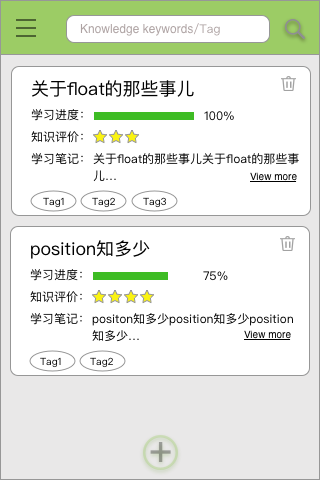 Knowledge keywords/Tag
关于float的那些事儿
学习进度： 100%
知识评价：
学习笔记： 关于float的那些事儿关于float的那些事
儿... View more
Tag1 Tag2 Tag3
position知多少
学习进度： 75%
知识评价：
学习笔记： positon知多少position知多少position
知多少... View more
Tag1 Tag2